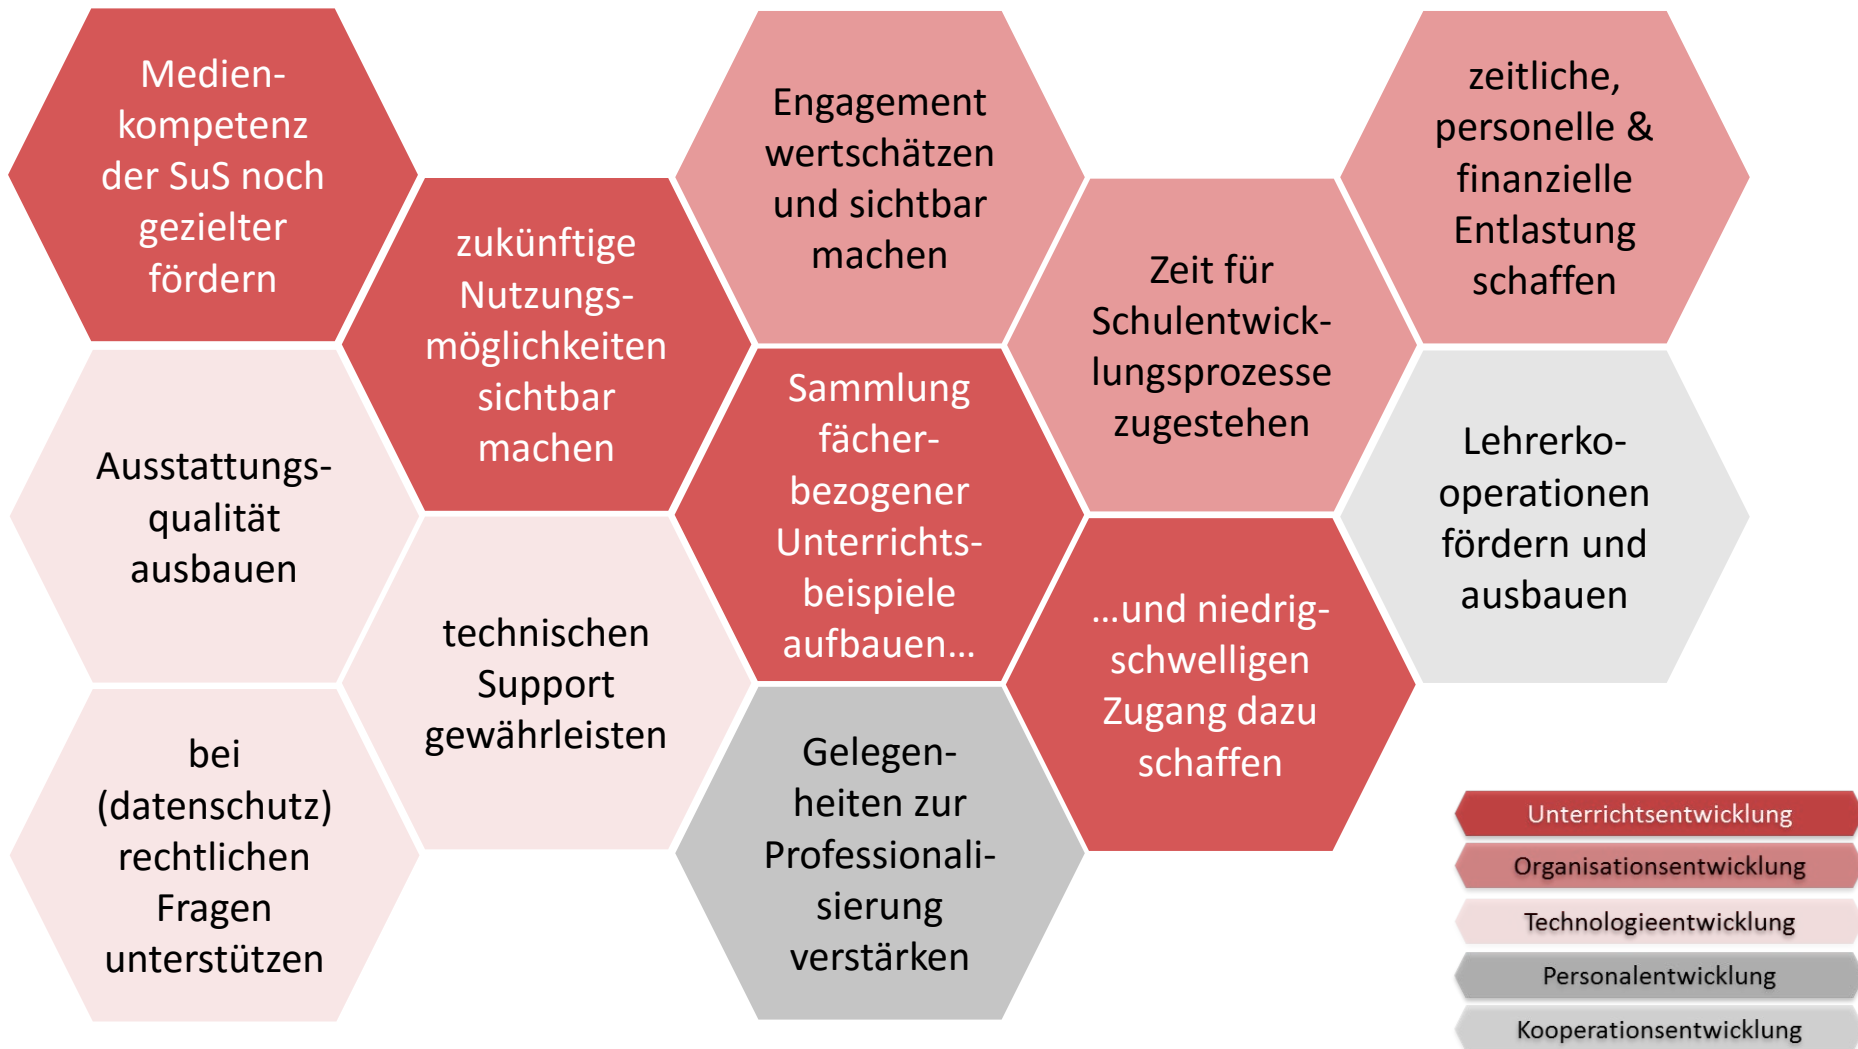 Medien-
kompetenz
der SuS noch
gezielter
fördern
zukünftige
Nutzungs-
möglichkeiten
sichtbar
machen
Engagement
wertschätzen
und sichtbar
machen
Zeit für
Schulentwick-
lungsprozesse
zugestehen
zeitliche,
personelle &
finanzielle
Entlastung
schaffen
Ausstattungs-
qualität
ausbauen
technischen
Support
gewährleisten
Sammlung
fächer-
bezogener
Unterrichts-
beispiele
aufbauen…
…und niedrig-
schwelligen
Zugang dazu
schaffen
Lehrerko-
operationen
fördern und
ausbauen
bei
(datenschutz)
rechtlichen
Fragen
unterstützen
Gelegen-
heiten zur
Professionali-
sierung
verstärken
Unterrichtsentwicklung
Organisationsentwicklung
Technologieentwicklung
Personalentwicklung
Kooperationsentwicklung